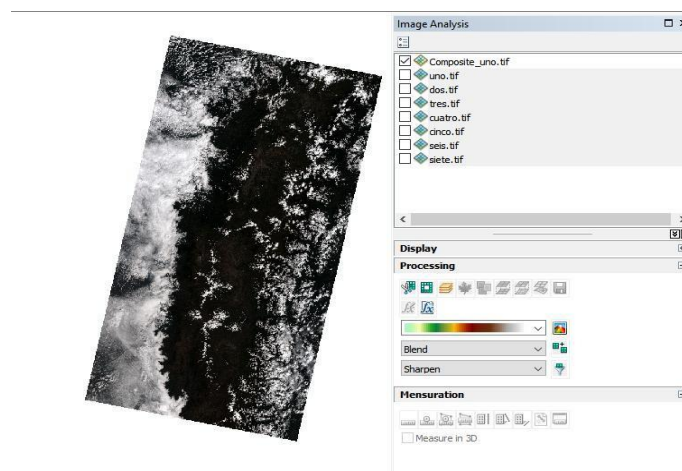 Image Analysis
Composite_uno.tif
uno.tif
dos.tif
tres.tif
cuatro.tif
cinco.tif
seis.tif
siete.tif
Display
Processing
Blend
Sharpen
Mensuration
Measure in 3D